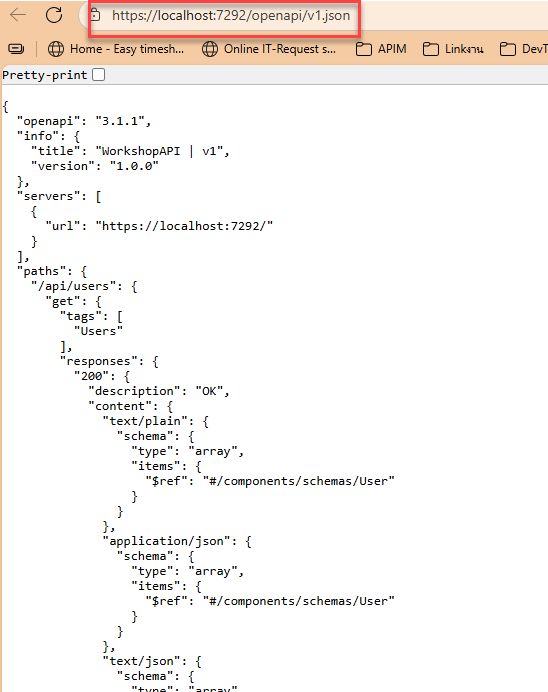 https://localhost:7292/openapi/v1.json
Home - Easy timesh... Online IT-Request s... APIM Linkงาน DevT
Pretty-print
{
  "openapi": "3.1.1",
  "info": {
    "title": "WorkshopAPI | v1",
    "version": "1.0.0"
  },
  "servers": [
    {
      "url": "https://localhost:7292/"
    }
  ],
  "paths": {
    "/api/users": {
      "get": {
        "tags": [
          "Users"
        ],
        "responses": {
          "200": {
            "description": "OK",
            "content": {
              "text/plain": {
                "schema": {
                  "type": "array",
                  "items": {
                    "$ref": "#/components/schemas/User"
                  }
                }
              },
              "application/json": {
                "schema": {
                  "type": "array",
                  "items": {
                    "$ref": "#/components/schemas/User"
                  }
                }
              },
              "text/json": {
                "schema": {
                  "type": "array",